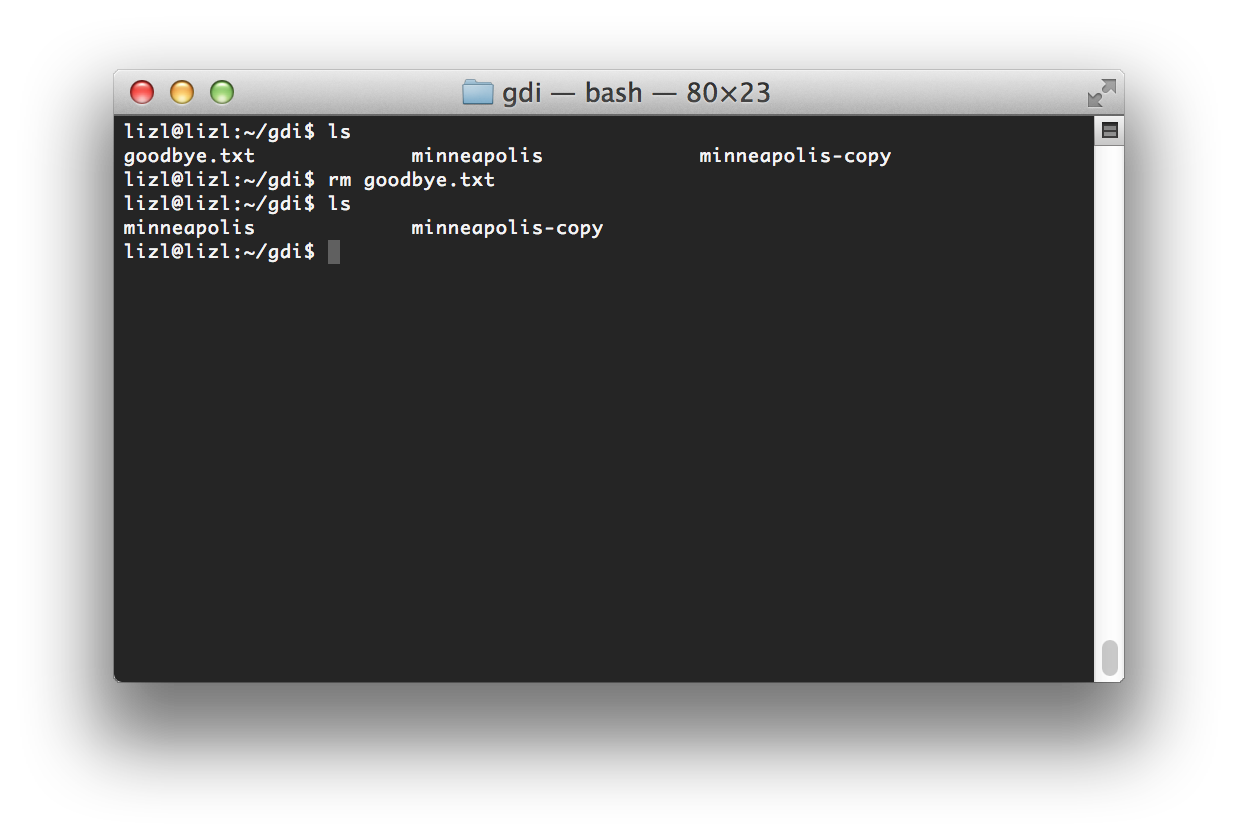 gdi — bash — 80×23
lizl@lizl:~/gdi$ ls
goodbye.txt             minneapolis             minneapolis-copy
lizl@lizl:~/gdi$ rm goodbye.txt
lizl@lizl:~/gdi$ ls
minneapolis             minneapolis-copy
lizl@lizl:~/gdi$